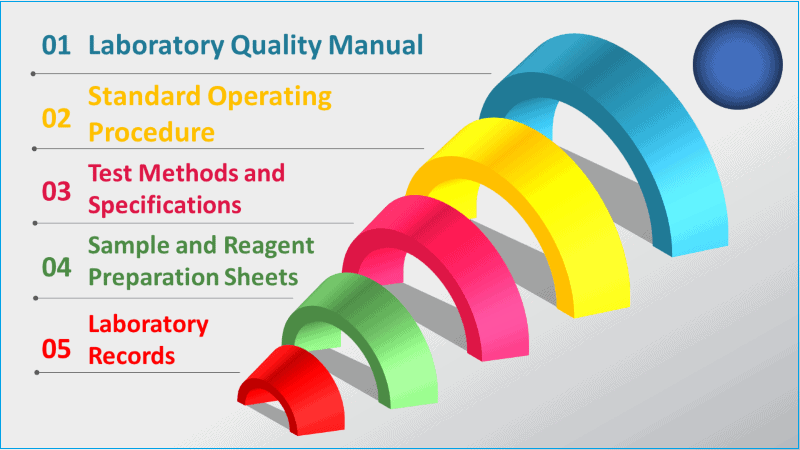 01 Laboratory Quality Manual
02 Standard Operating
Procedure
03 Test Methods and
Specifications
04 Sample and Reagent
Preparation Sheets
05 Laboratory
Records